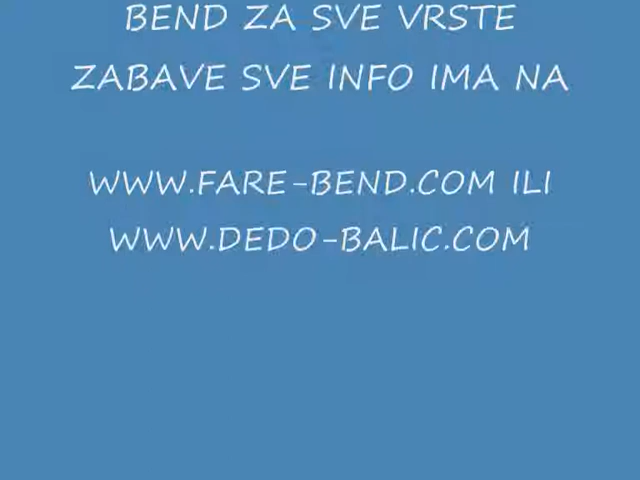 BEND ZA SVE VRSTE
ZABAVE SVE INFO IMA NA
WWW.FARE-BEND.COM ILI
WWW.DEDO-BALIC.COM